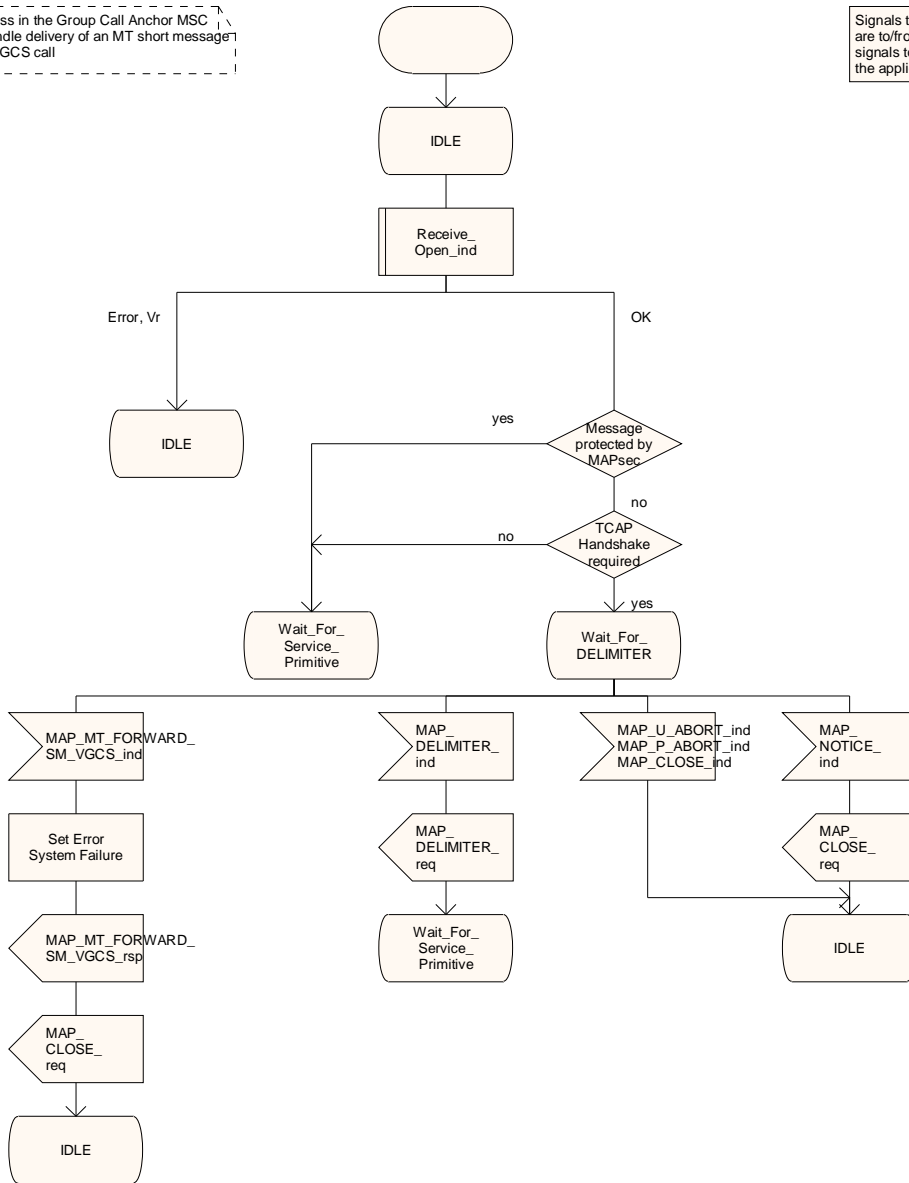 ss in the Group Call Anchor MSC
ndle delivery of an MT short message
GCS call
Signals t
are to/fro
signals to
the appli
IDLE
Receive_
Open_ind
Error, Vr
OK
IDLE
yes
Message
protected by
MAPsec
no
no
TCAP
Handshake
required
yes
Wait_For_
Service_
Primitive
Wait_For_
DELIMITER
MAP_MT_FORWARD_
SM_VGCS_ind
MAP_
DELIMITER_
ind
MAP_U_ABORT_ind
MAP_P_ABORT_ind
MAP_CLOSE_ind
MAP_
NOTICE_
ind
Set Error
System Failure
MAP_
DELIMITER_
req
MAP_
CLOSE_
req
MAP_MT_FORWARD_
SM_VGCS_rsp
Wait_For_
Service_
Primitive
IDLE
MAP_
CLOSE_
req
IDLE